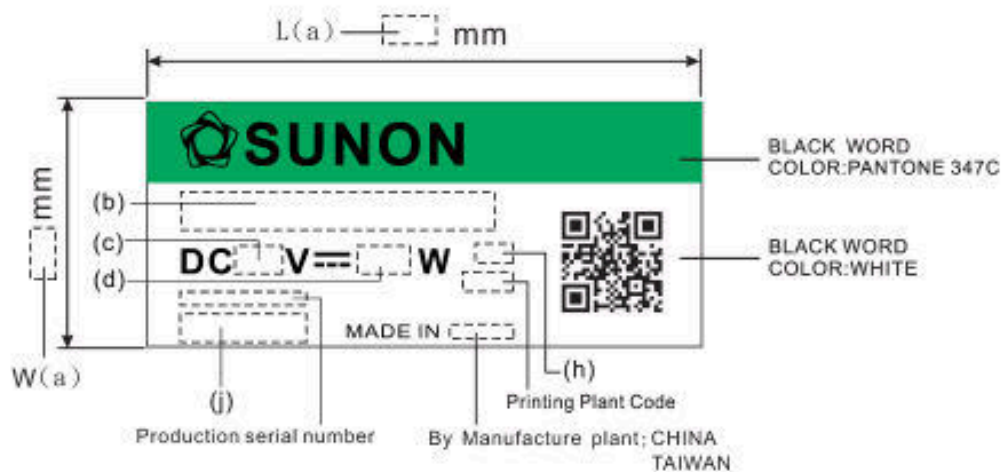 L(a) mm
SUNON
BLACK WORD
COLOR:PANTONE 347C
mm
(b)
(c)
DC V W
(d)
BLACK WORD
COLOR:WHITE
MADE IN
W(a)
(j)
(h)
Printing Plant Code
Production serial number
By Manufacture plant; CHINA
TAIWAN